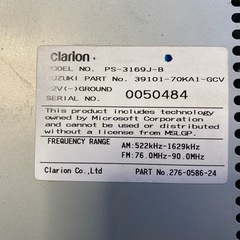 clarion
MODEL NO. PS-3169J-B
SUZUKI PART No. 39101-70KA1-GCV
12V(-)GROUND
SERIAL NO. 0050484
This product includes technology
owned by Microsoft Corporation
and cannot be used or distributed
without a license from MSLGP.
FREQUENCY RANGE AM:522kHz-1629kHz
FM:76.0MHz-90.0MHz
Clarion Co.,Ltd PART No.276-0586-24